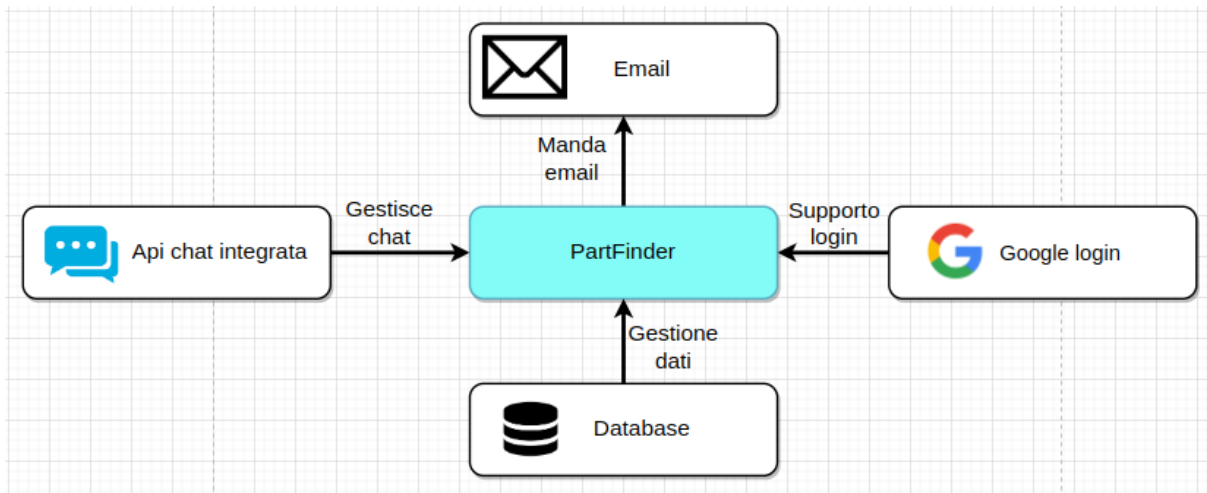 Email
Manda
email
Gestisce
chat
Supporto
login
Api chat integrata
PartFinder
Google login
Gestione
dati
Database